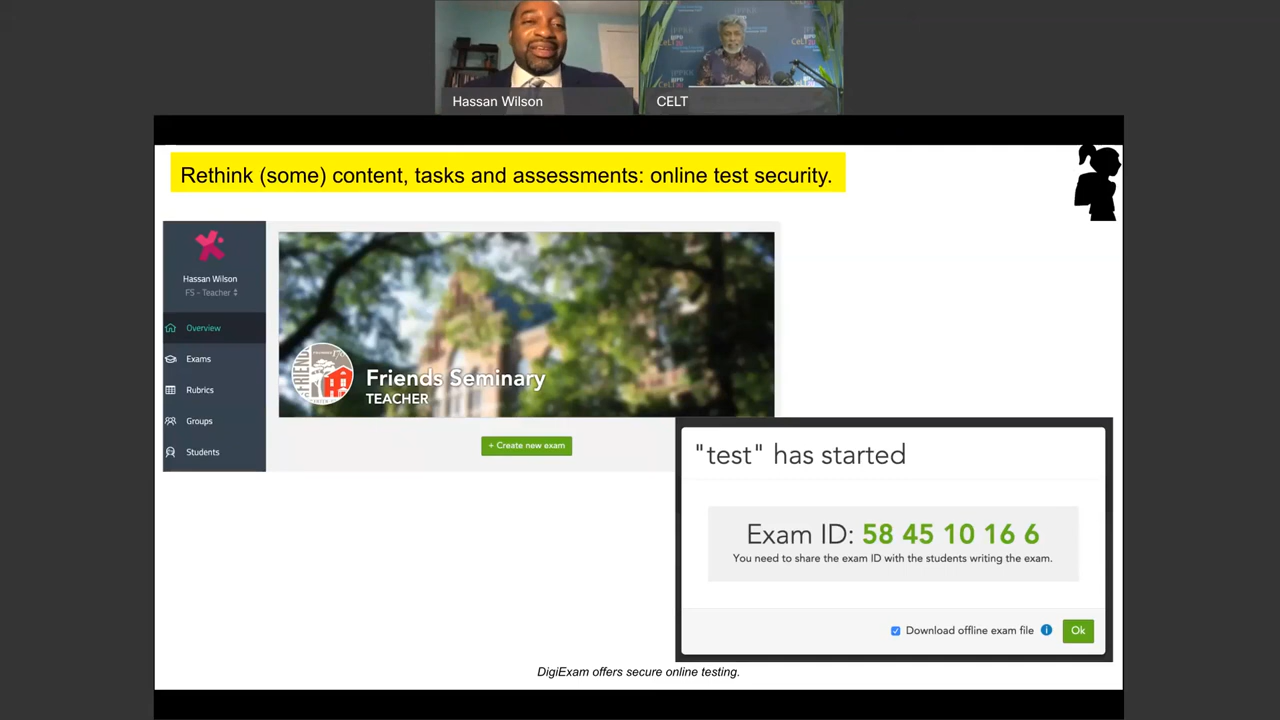 Hassan Wilson
CELT
Rethink (some) content, tasks and assessments: online test security.
Hassan Wilson
FS - Teacher
Overview
Exams
Rubrics
Groups
Students
Friends Seminary
TEACHER
+ Create new exam
"test" has started
Exam ID: 58 45 10 16 6
You need to share the exam ID with the students writing the exam.
Download offline exam file
Ok
DigiExam offers secure online testing.